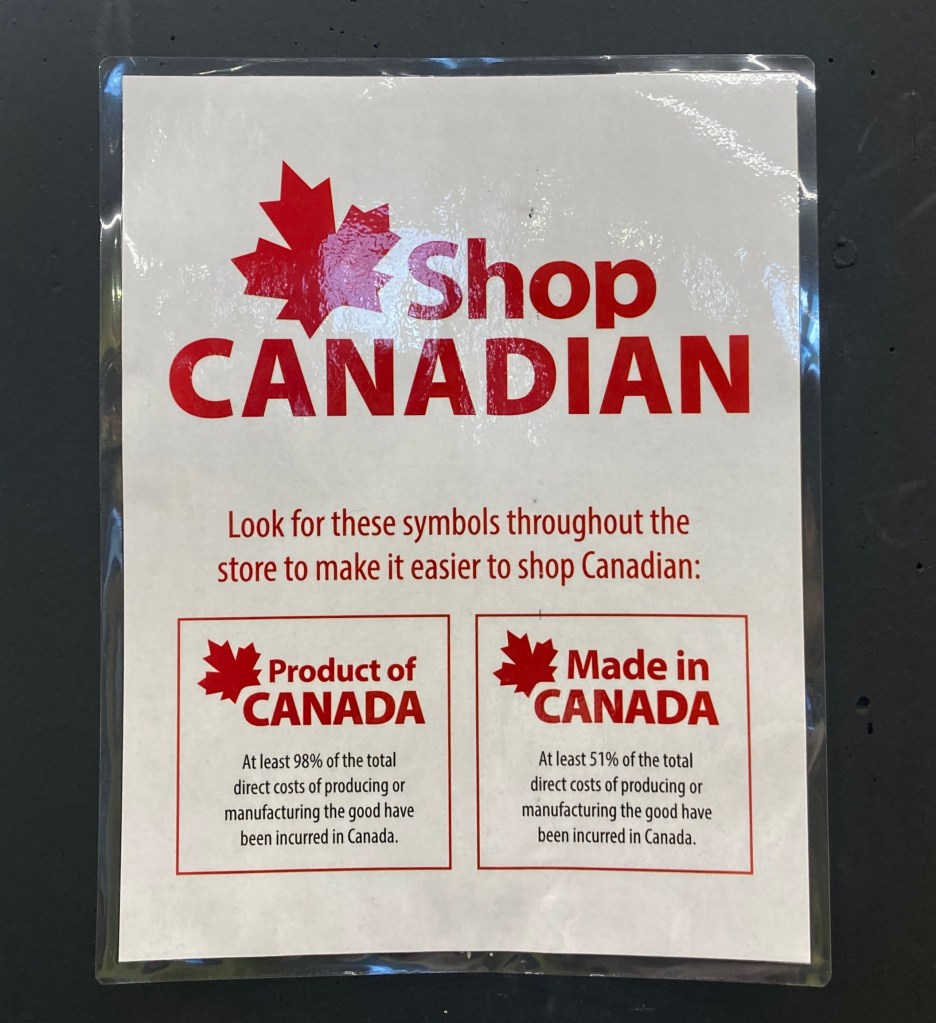 Shop
CANADIAN
Look for these symbols throughout the
store to make it easier to shop Canadian:
Product of
CANADA
At least 98% of the total
direct costs of producing or
manufacturing the good have
been incurred in Canada.
Made in
CANADA
At least 51% of the total
direct costs of producing or
manufacturing the good have
been incurred in Canada.